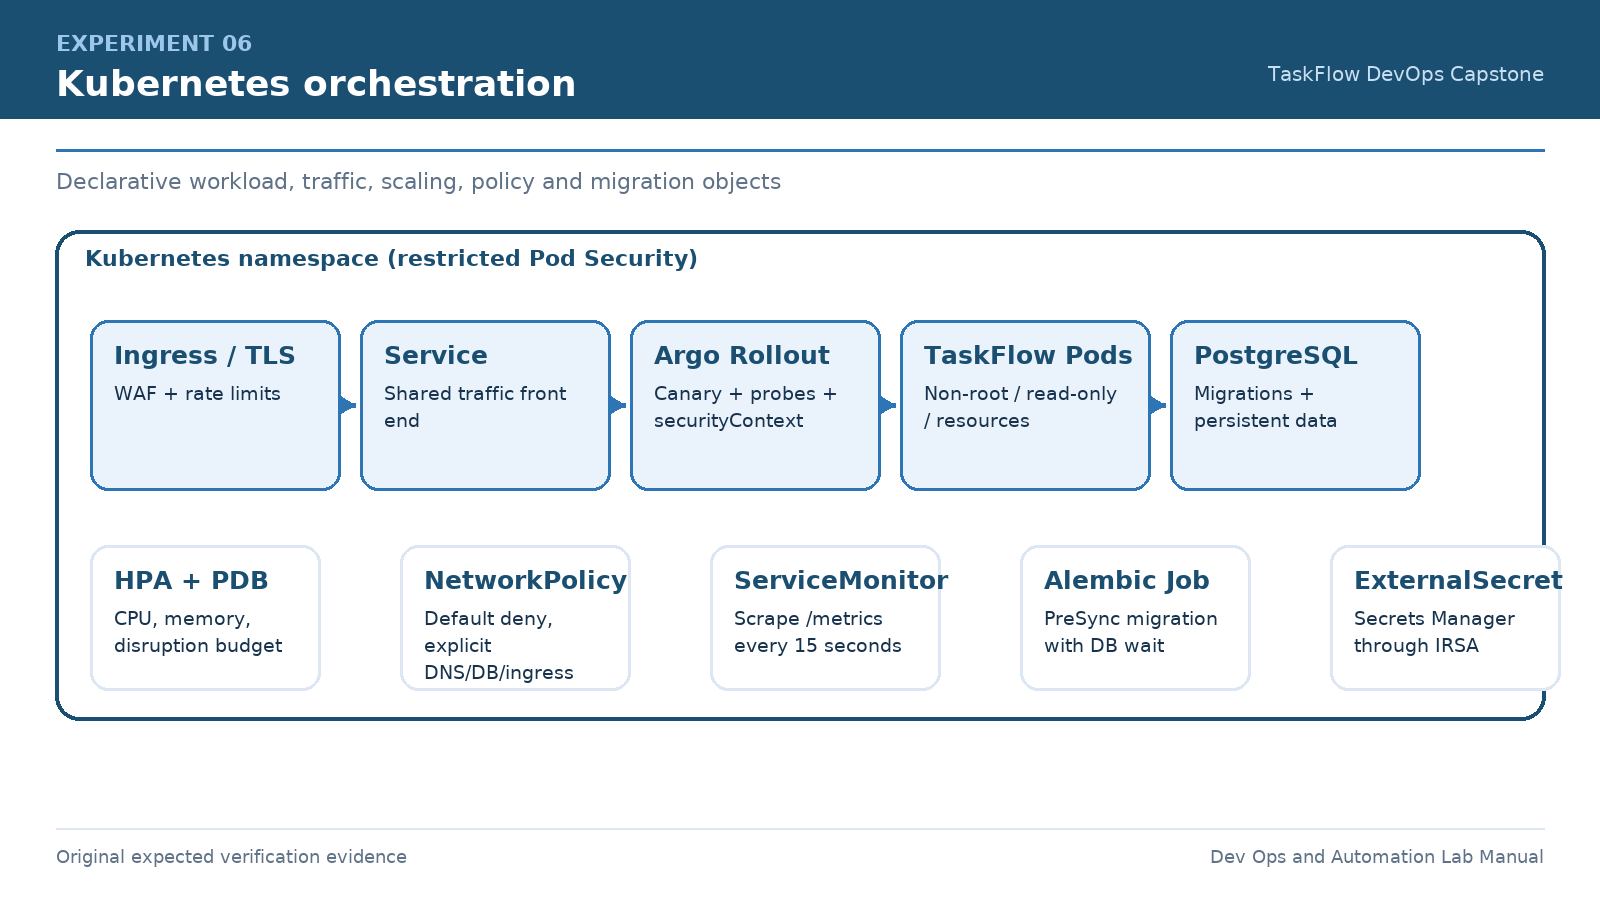 EXPERIMENT 06
Kubernetes orchestration
TaskFlow DevOps Capstone
Declarative workload, traffic, scaling, policy and migration objects
Kubernetes namespace (restricted Pod Security)
Ingress / TLS
WAF + rate limits
Service
Shared traffic front
end
Argo Rollout
Canary + probes +
securityContext
TaskFlow Pods
Non-root / read-only
/ resources
PostgreSQL
Migrations +
persistent data
HPA + PDB
CPU, memory,
disruption budget
NetworkPolicy
Default deny,
explicit
DNS/DB/ingress
ServiceMonitor
Scrape /metrics
every 15 seconds
Alembic Job
PreSync migration
with DB wait
ExternalSecret
Secrets Manager
through IRSA
Original expected verification evidence
Dev Ops and Automation Lab Manual